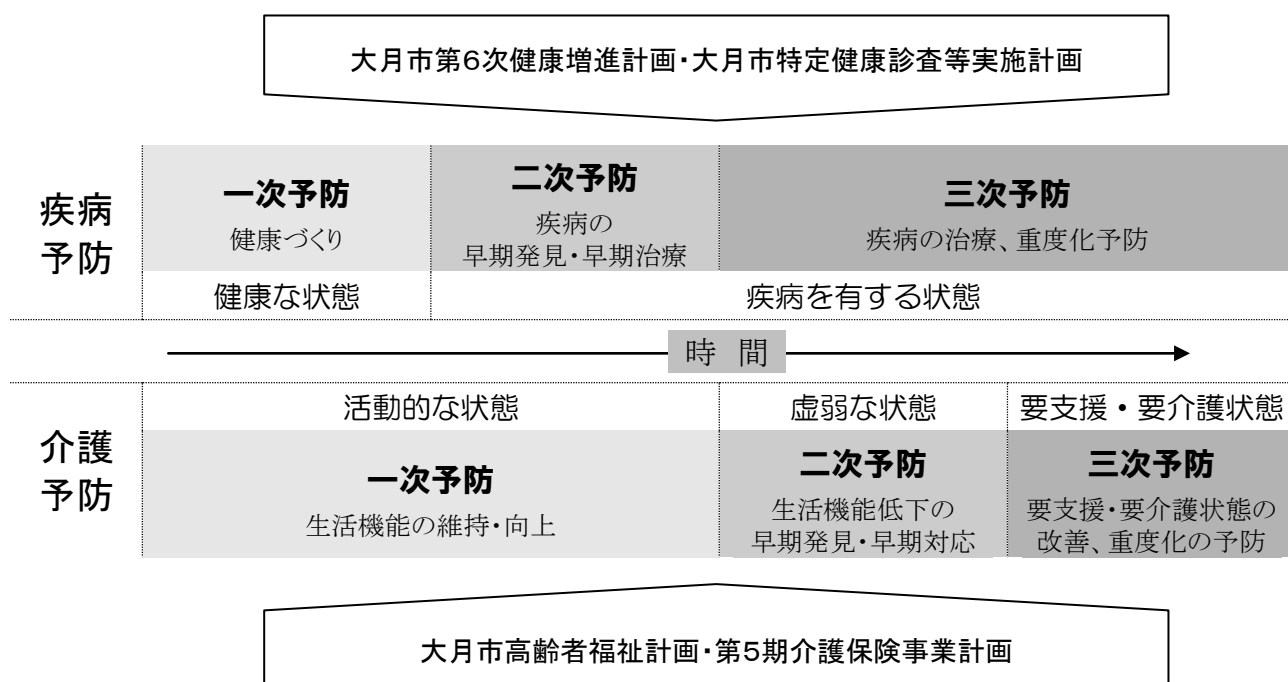 大月市第6次健康増進計画・大月市特定健康診査等実施計画
疾病
予防
一次予防
健康づくり
二次予防
疾病の
早期発見・早期治療
三次予防
疾病の治療、重度化予防
健康な状態
疾病を有する状態
時 間
活動的な状態
虚弱な状態
要支援・要介護状態
介護
予防
一次予防
生活機能の維持・向上
二次予防
生活機能低下の
早期発見・早期対応
三次予防
要支援・要介護状態の
改善、重度化の予防
大月市高齢者福祉計画・第5期介護保険事業計画